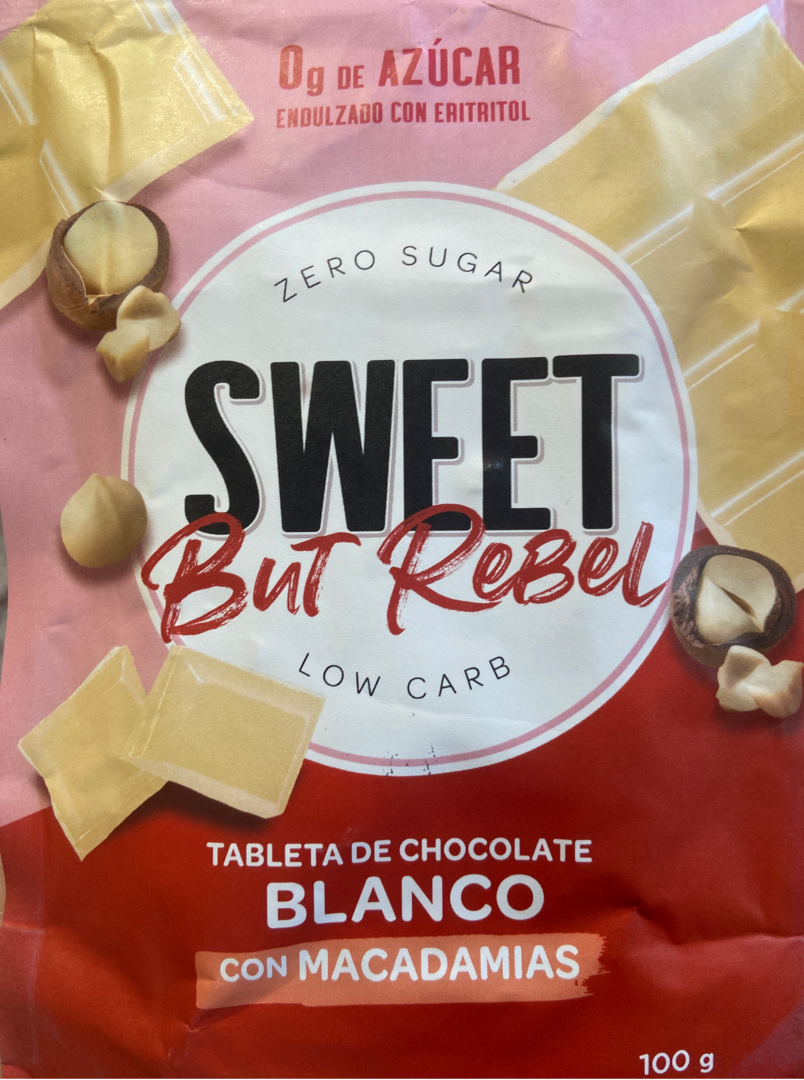 0g DE AZÚCAR
ENDULZADO CON ERITRITOL
ZERO SUGAR
SWEET
But Rebel
LOW CARB
TABLETA DE CHOCOLATE
BLANCO
CON MACADAMIAS
100 g